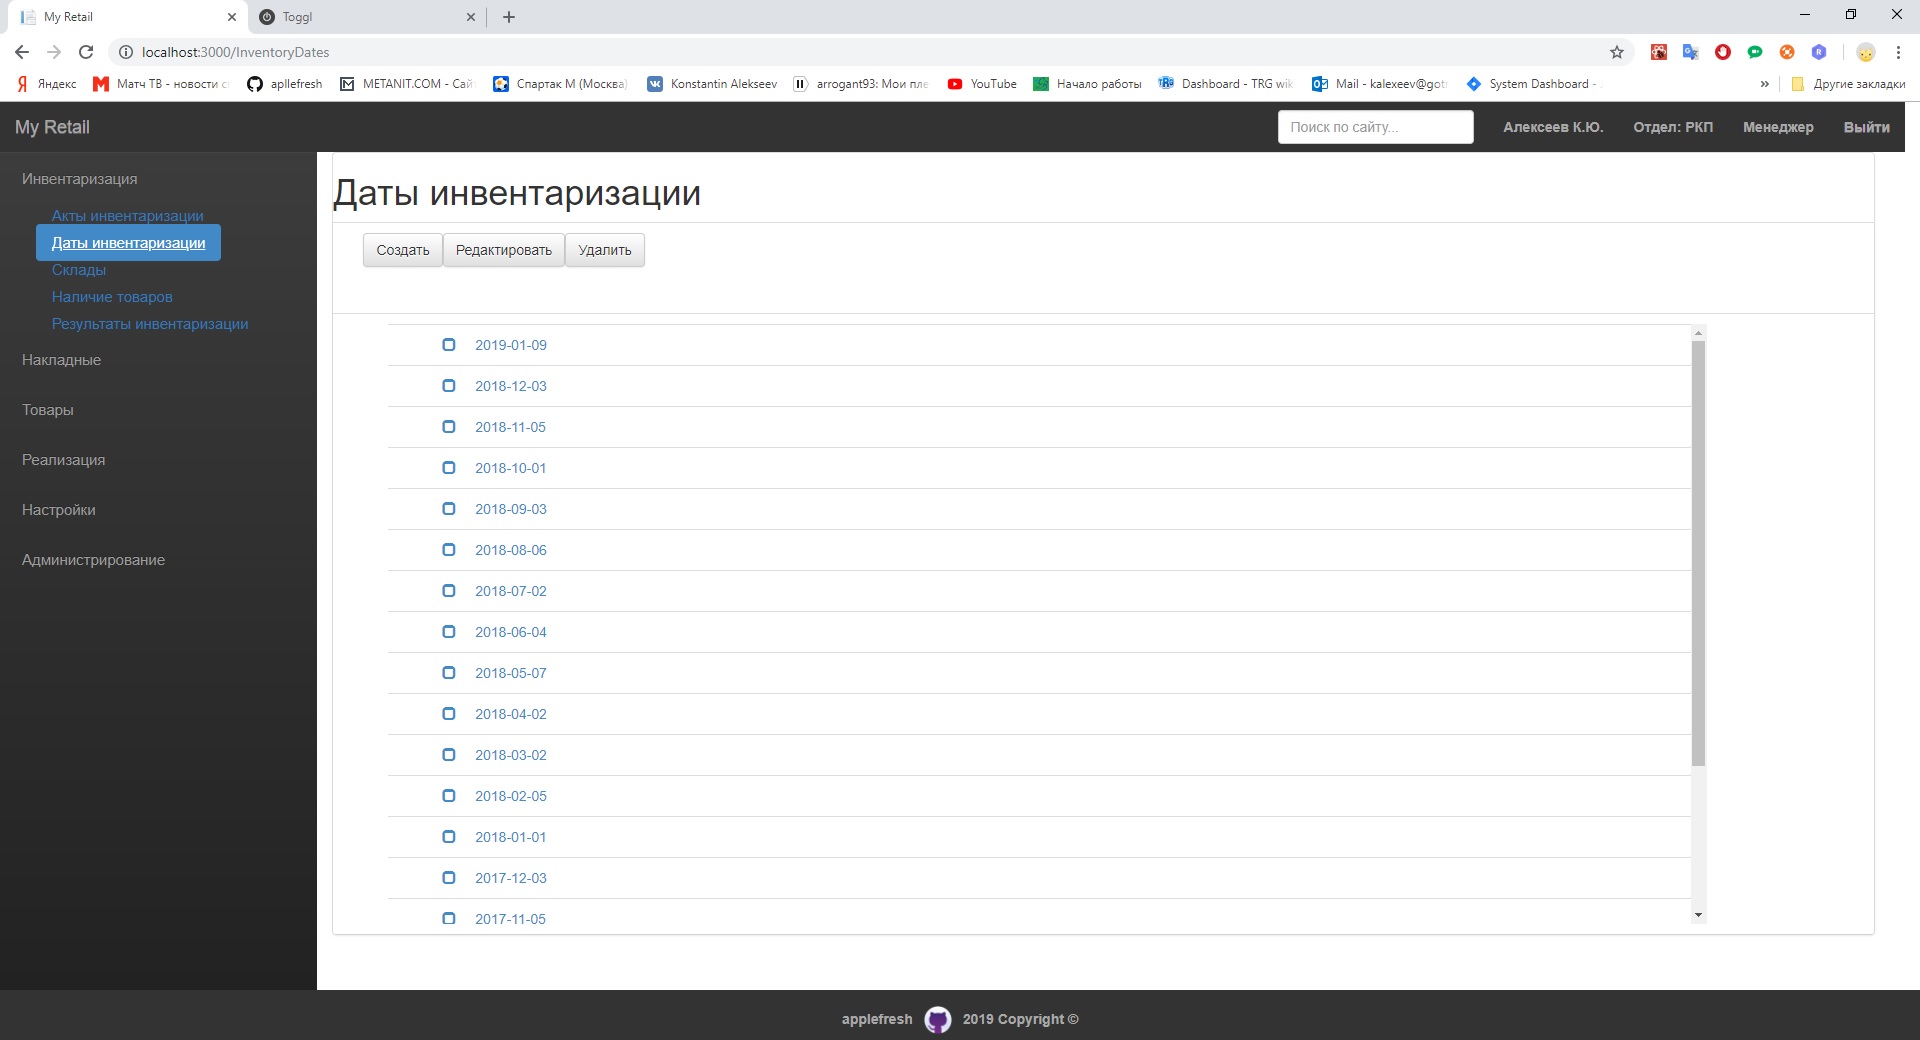 My Retail
Toggl
localhost:3000/InventoryDates
Яндекс
Матч ТВ - новости с
apllefresh
METANIT.COM - Сай
Спартак М (Москва)
Konstantin Alekseev
arrogant93: Мои пле
YouTube
Начало работы
Dashboard - TRG wik
Mail - kalexeev@got
System Dashboard -
»
Другие закладки
My Retail
Поиск по сайту...
Алексеев К.Ю.
Отдел: РКП
Менеджер
Выйти
Инвентаризация
Акты инвентаризации
Даты инвентаризации
Склады
Наличие товаров
Результаты инвентаризации
Накладные
Товары
Реализация
Настройки
Администрирование
Даты инвентаризации
Создать
Редактировать
Удалить
2019-01-09
2018-12-03
2018-11-05
2018-10-01
2018-09-03
2018-08-06
2018-07-02
2018-06-04
2018-05-07
2018-04-02
2018-03-02
2018-02-05
2018-01-01
2017-12-03
2017-11-05
applefresh 2019 Copyright ©